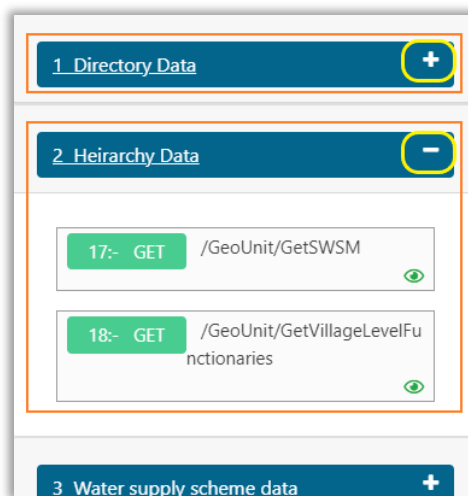 1 Directory Data
2 Heirarchy Data
17:- GET /GeoUnit/GetSWSM
18:- GET /GeoUnit/GetVillageLevelFu
nctionaries
3 Water supply scheme data